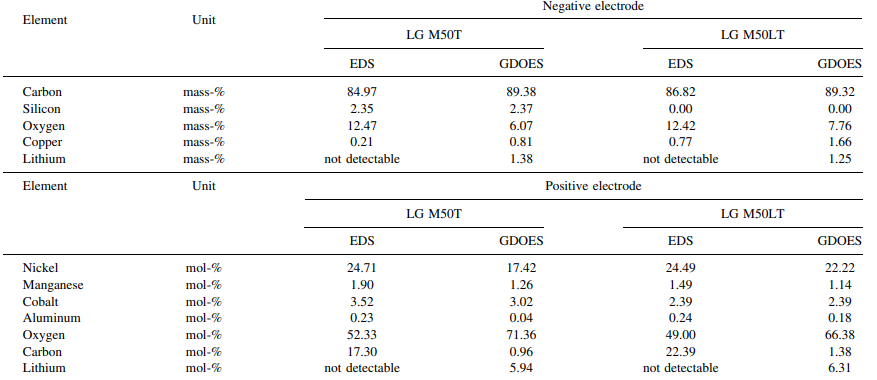 Negative electrode
Element Unit
LG M50T LG M50LT
EDS GDOES EDS GDOES
Carbon mass-% 84.97 89.38 86.82 89.32
Silicon mass-% 2.35 2.37 0.00 0.00
Oxygen mass-% 12.47 6.07 12.42 7.76
Copper mass-% 0.21 0.81 0.77 1.66
Lithium mass-% not detectable 1.38 not detectable 1.25
Element Unit Positive electrode
LG M50T LG M50LT
EDS GDOES EDS GDOES
Nickel mol-% 24.71 17.42 24.49 22.22
Manganese mol-% 1.90 1.26 1.49 1.14
Cobalt mol-% 3.52 3.02 2.39 2.39
Aluminum mol-% 0.23 0.04 0.24 0.18
Oxygen mol-% 52.33 71.36 49.00 66.38
Carbon mol-% 17.30 0.96 22.39 1.38
Lithium mol-% not detectable 5.94 not detectable 6.31